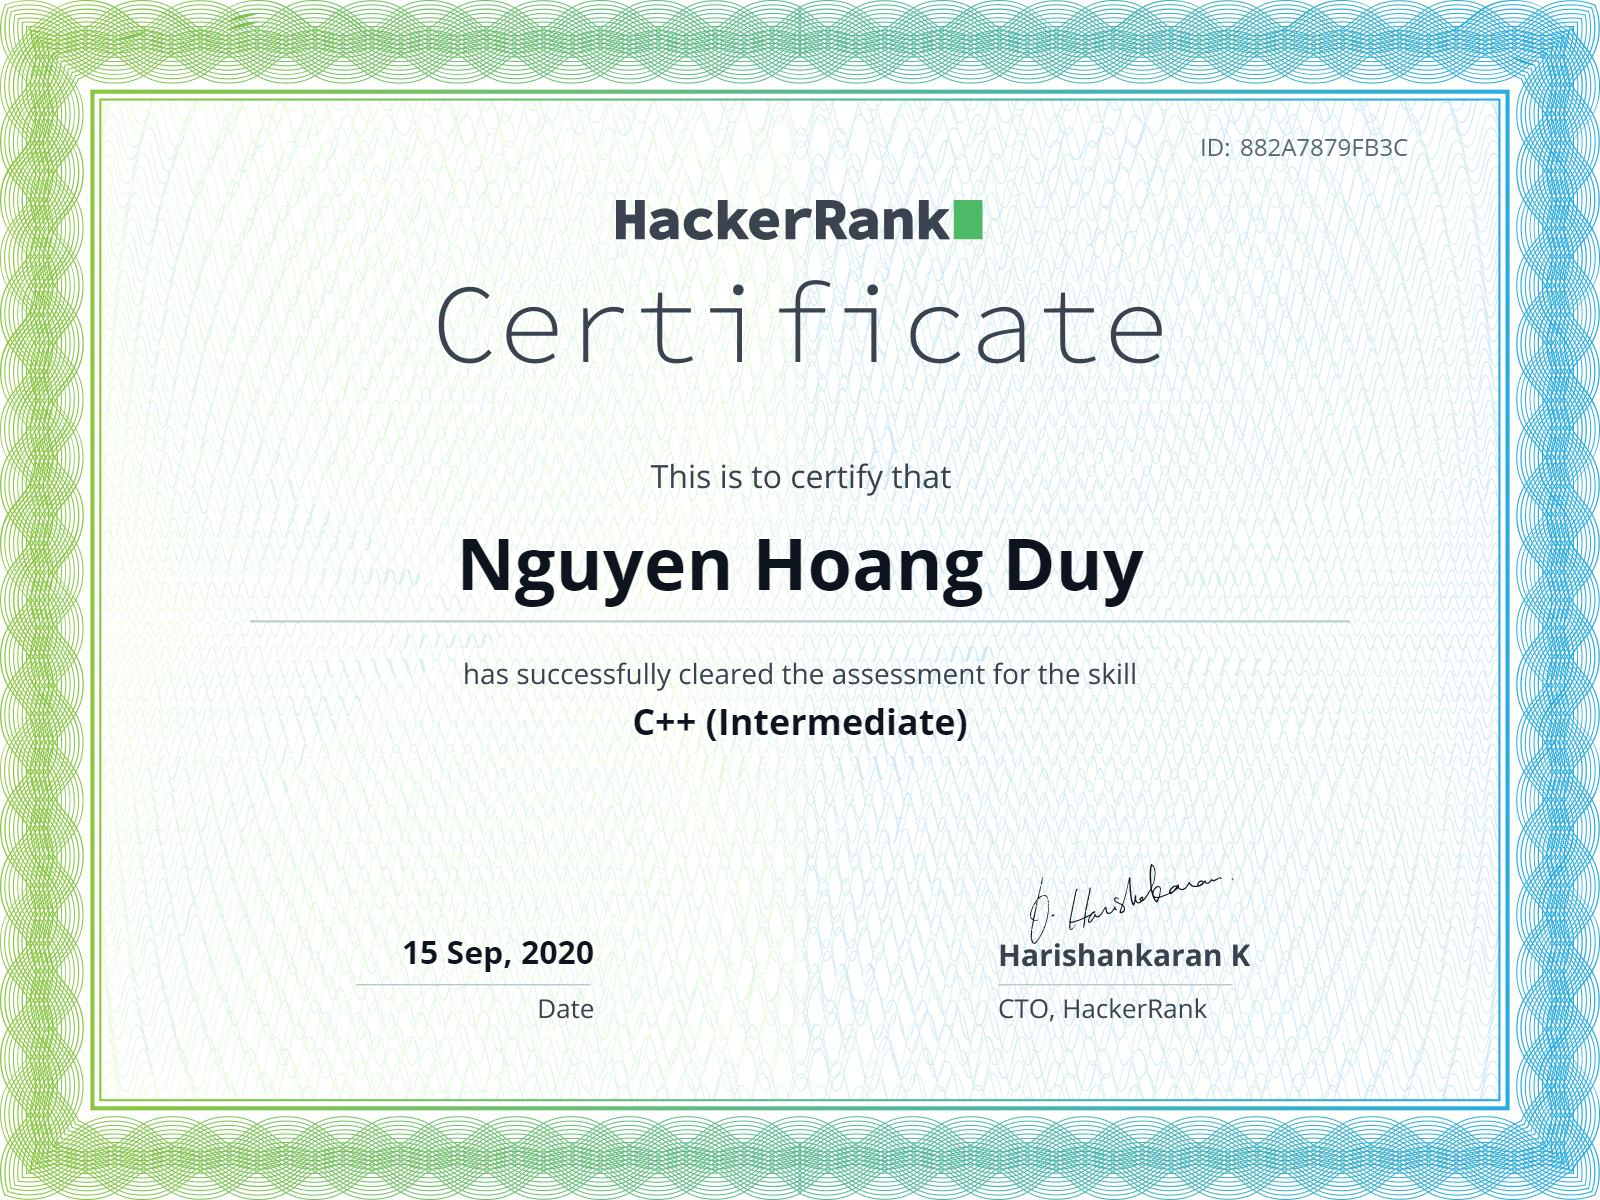 ID: 882A7879FB3C
HackerRank
Certificate
This is to certify that
Nguyen Hoang Duy
has successfully cleared the assessment for the skill
C++ (Intermediate)
J. Harishankaran
15 Sep, 2020
Harishankaran K
Date
CTO, HackerRank